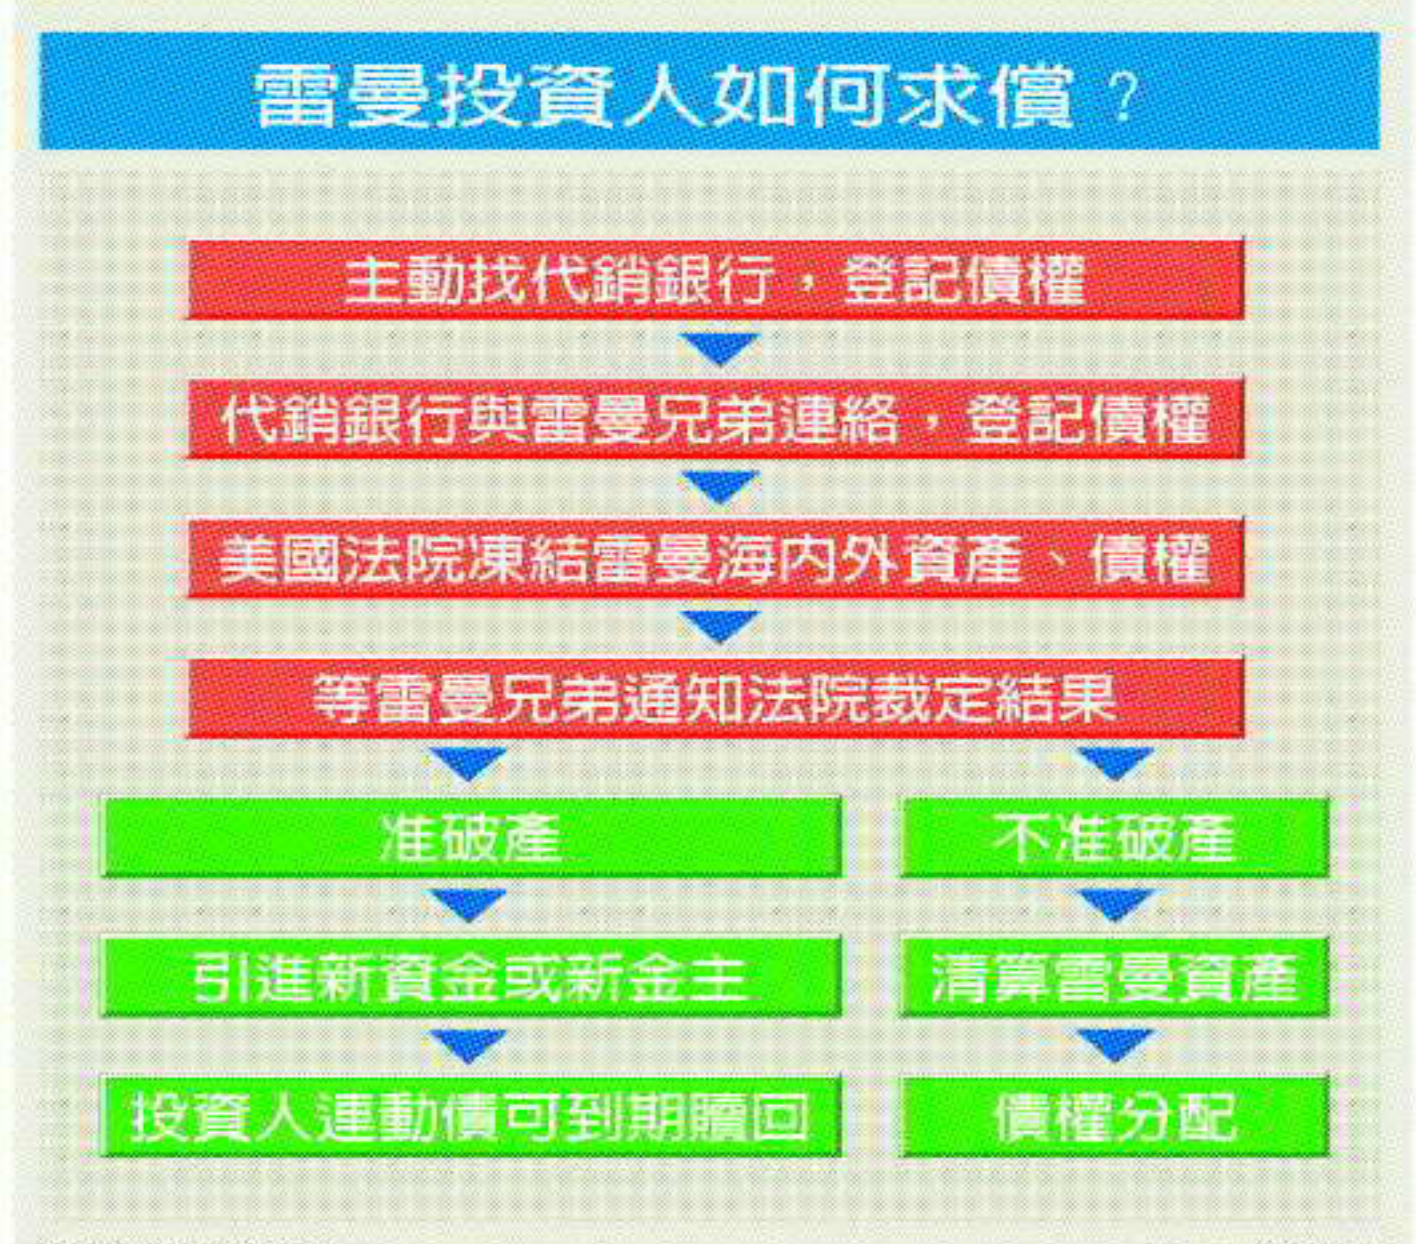 雷曼投資人如何求償？
主動找代銷銀行，登記債權
代銷銀行與雷曼兄弟連絡，登記債權
美國法院凍結雷曼海內外資產、債權
等雷曼兄弟通知法院裁定結果
准破產
不准破產
引進新資金或新金主
清算雷曼資產
投資人連動債可到期贖回
債權分配